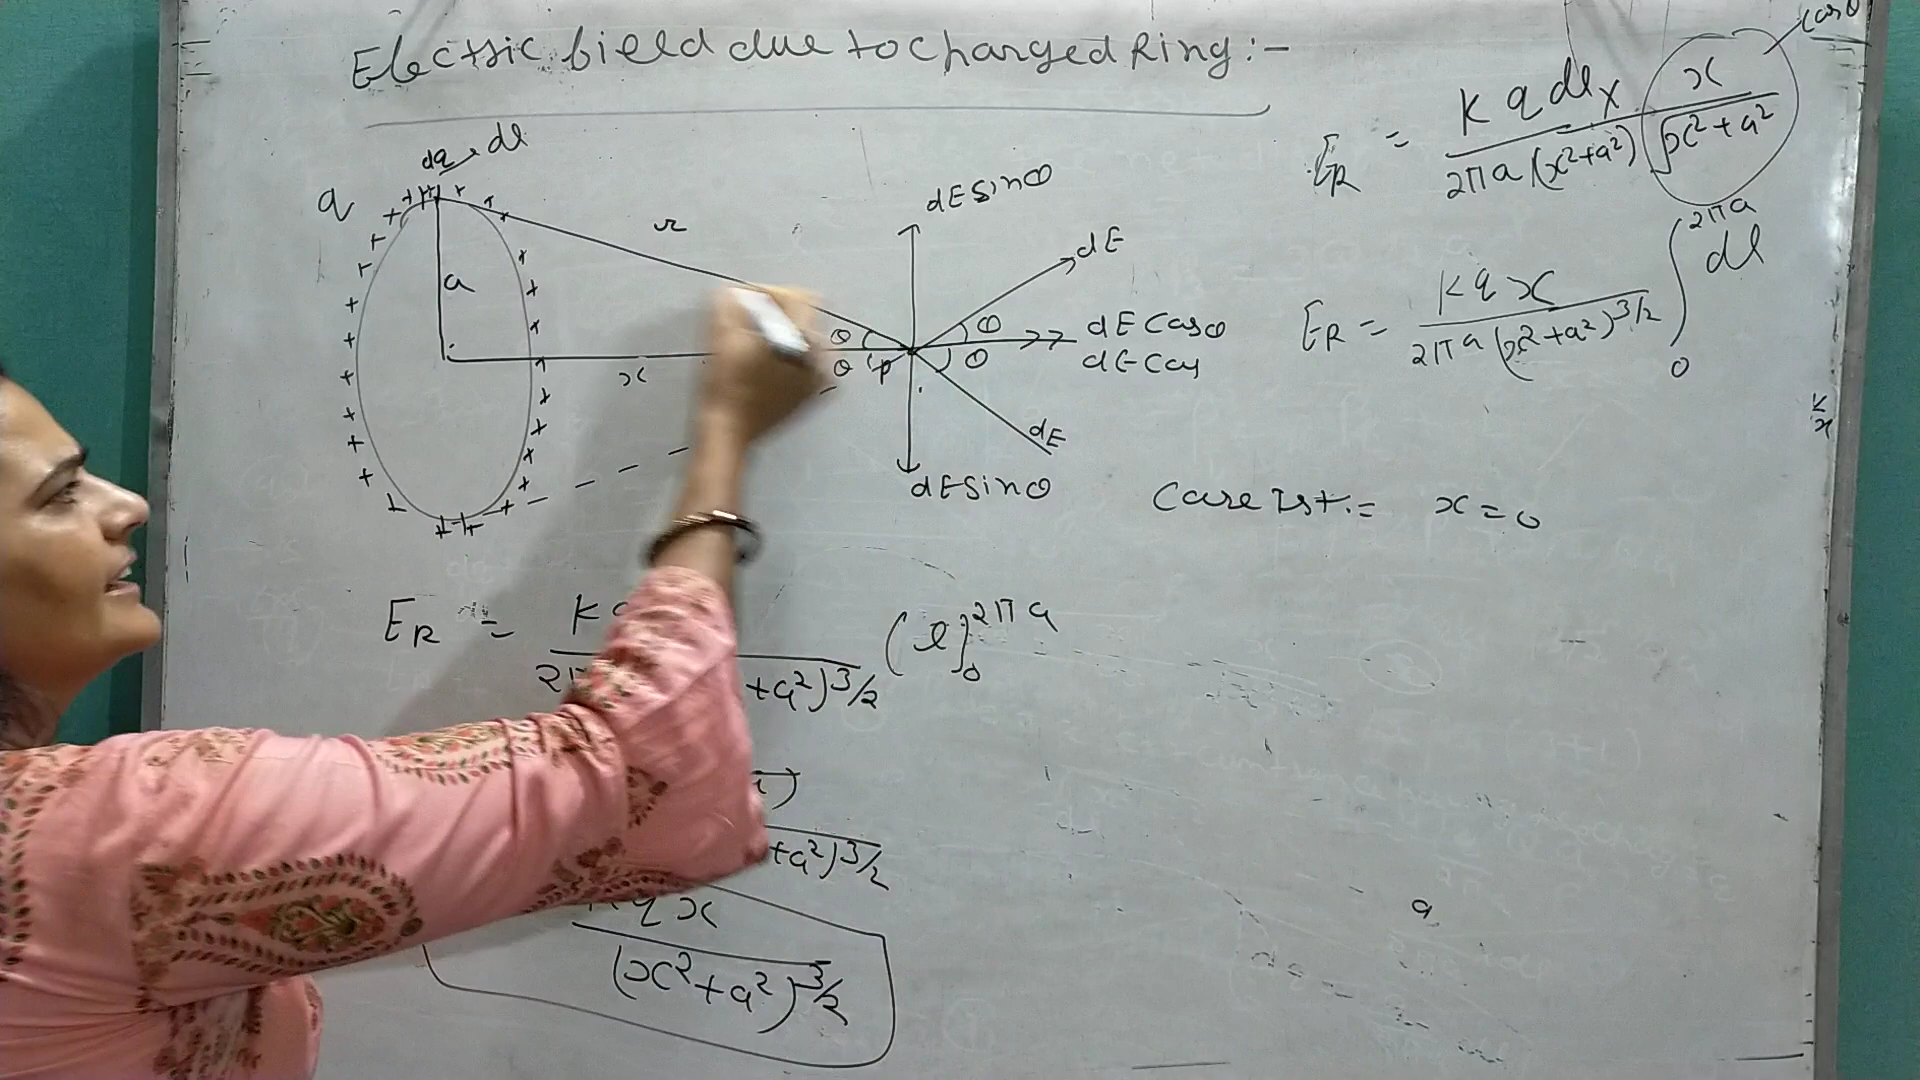 Electric field due to charged Ring :-
dq, dl
q
a
r
x
θ
θ
p
dE sinθ
dE
θ
dE Cosθ
θ
dE Cos
dE
dE sinθ
E_R = K q dl / 2πa (x²+a²) × x / √x²+a²
Cosθ
E_R = K q x / 2πa (x²+a²)^3/2 ∫₀^2πa dl
Case Ist := x = 0
E_R = K q / 2π +a²)^3/2 (l]₀^2πa
+a²)^3/2
q x / (x²+a²)^3/2
a